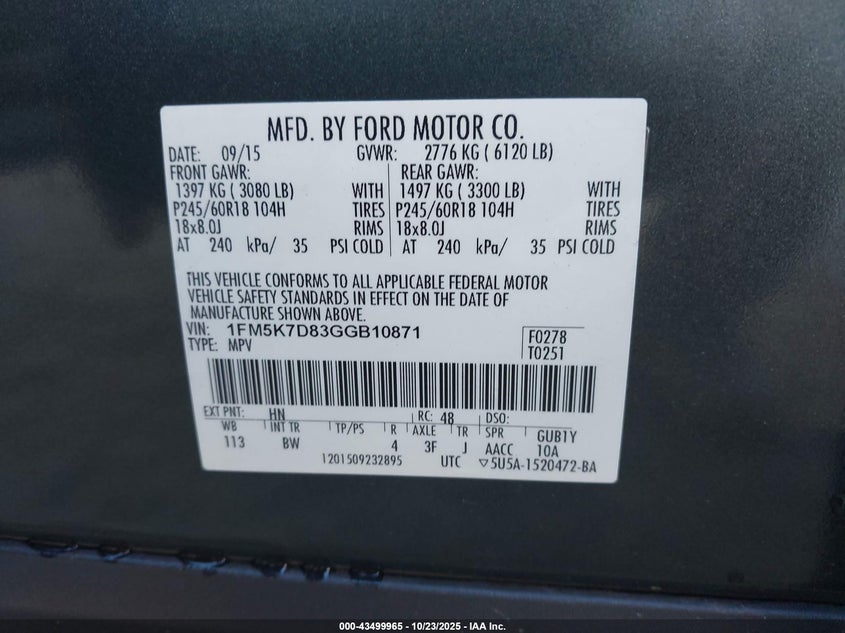 MFD. BY FORD MOTOR CO.
DATE: 09/15 GVWR: 2776 KG ( 6120 LB)
FRONT GAWR: REAR GAWR:
1397 KG ( 3080 LB) WITH 1497 KG ( 3300 LB) WITH
P245/60R18 104H TIRES P245/60R18 104H TIRES
18x8.0J RIMS 18x8.0J RIMS
AT 240 kPa/ 35 PSI COLD AT 240 kPa/ 35 PSI COLD
THIS VEHICLE CONFORMS TO ALL APPLICABLE FEDERAL MOTOR
VEHICLE SAFETY STANDARDS IN EFFECT ON THE DATE OF
MANUFACTURE SHOWN ABOVE.
VIN: 1FM5K7D83GGB10871 F0278
TYPE: MPV T0251
EXT PNT: HN RC: 48 DSO:
WB INT TR TP/PS R AXLE TR SPR GUB1Y
113 BW 4 3F J AACC 10A
1201509232895 UTC ▽5U5A-1520472-BA
000-43499965 - 10/23/2025 - IAA Inc.